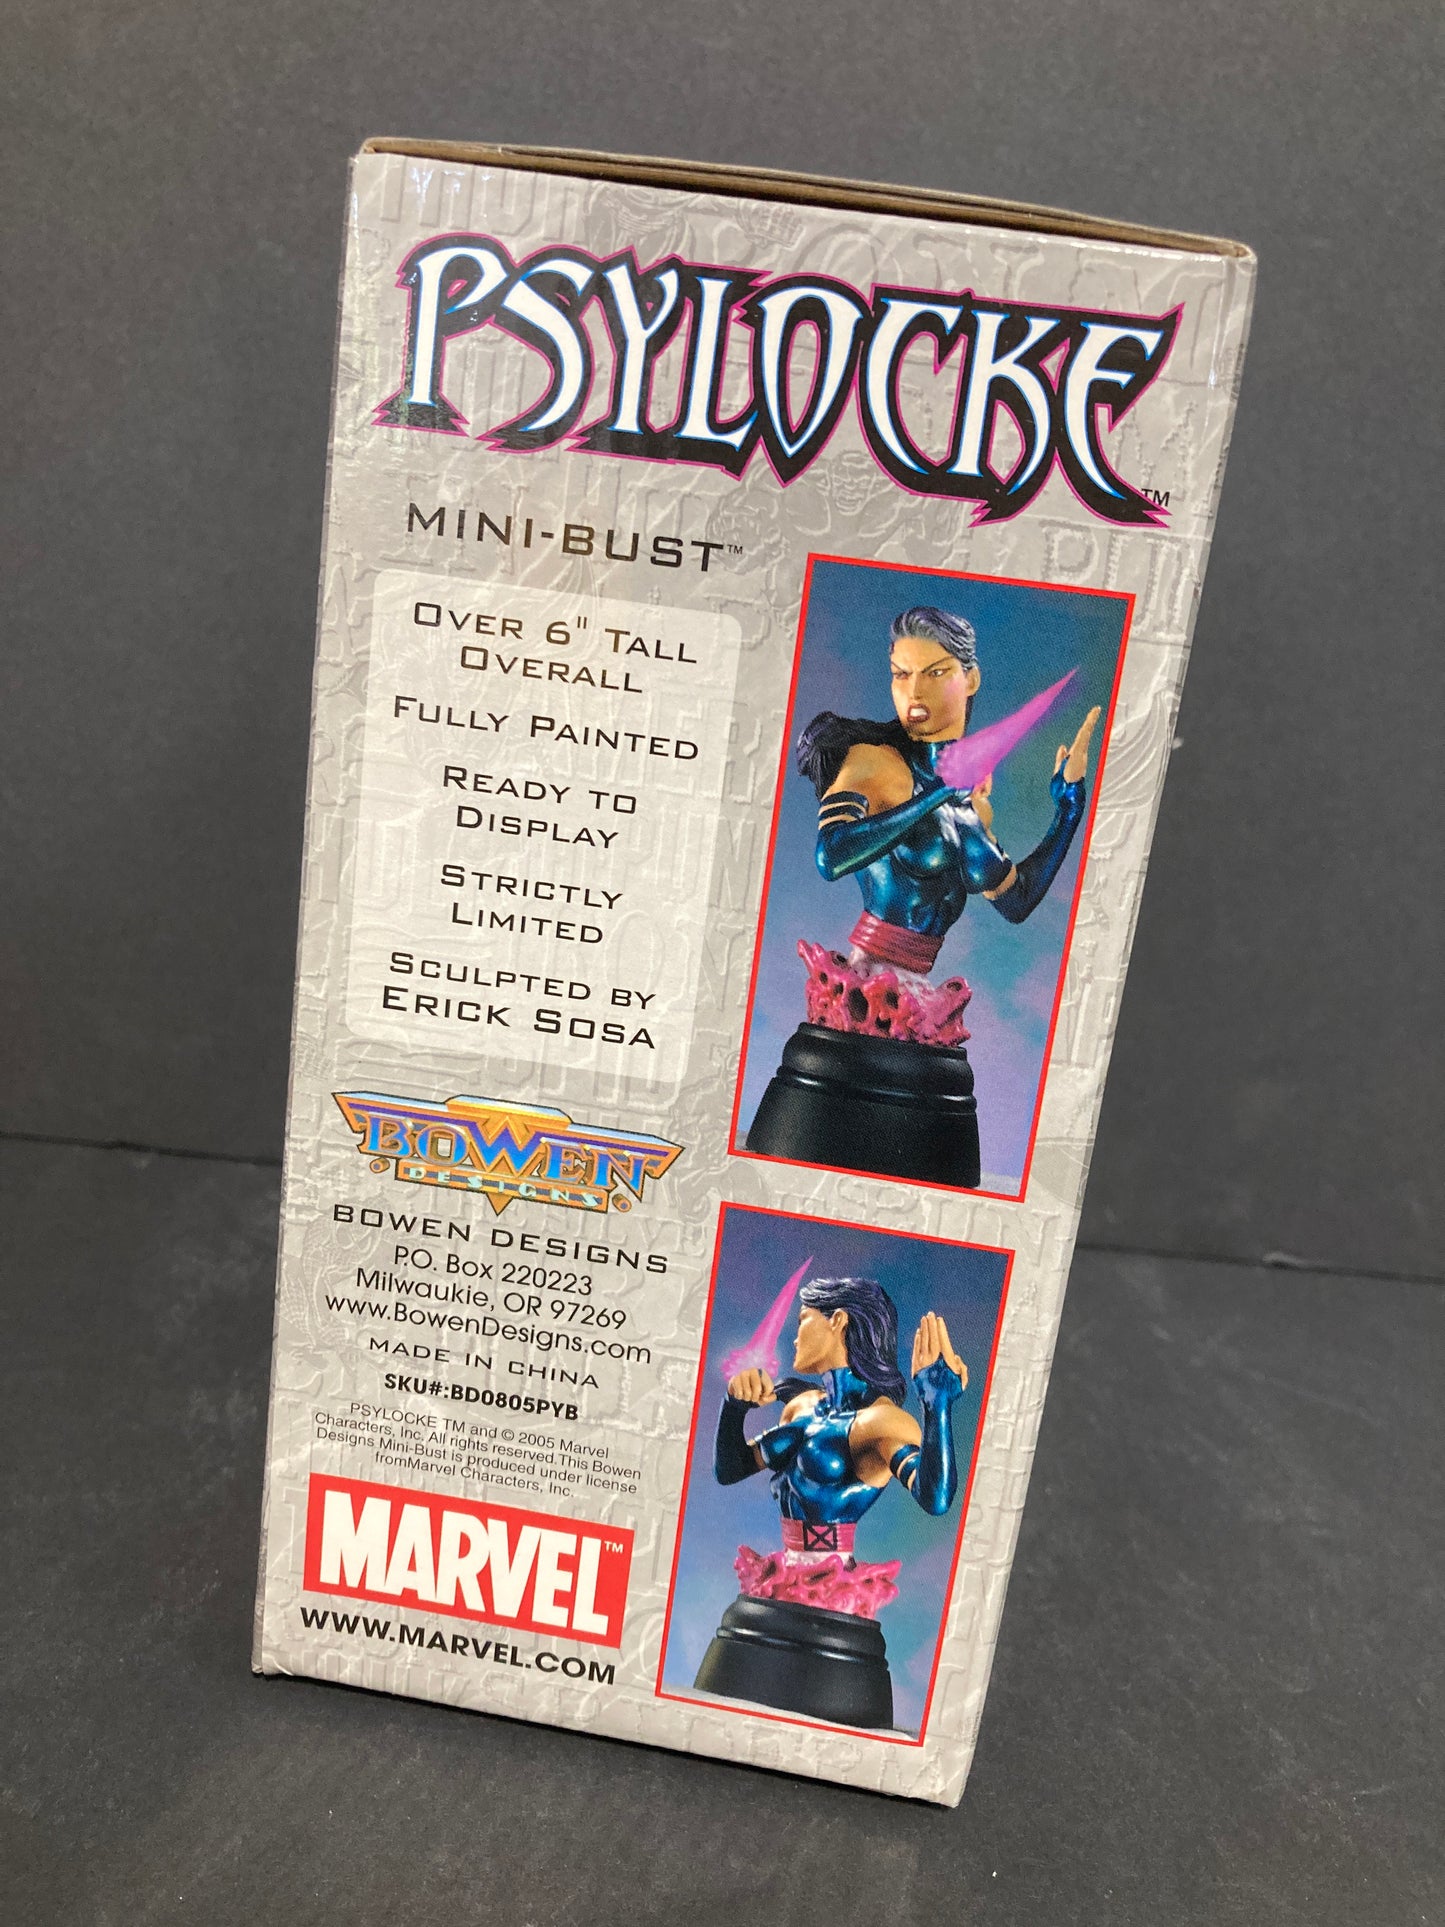 PSYLOCKE™
MINI-BUST™
OVER 6" TALL
OVERALL
FULLY PAINTED
READY TO
DISPLAY
STRICTLY
LIMITED
SCULPTED BY
ERICK SOSA
BOWEN
DESIGNS
BOWEN DESIGNS
P.O. Box 220223
Milwaukie, OR 97269
www.BowenDesigns.com
MADE IN CHINA
SKU#:BD0805PYB
PSYLOCKE TM and © 2005 Marvel
Characters, Inc. All rights reserved.This Bowen
Designs Mini-Bust is produced under license
fromMarvel Characters, Inc.
MARVEL™
WWW.MARVEL.COM